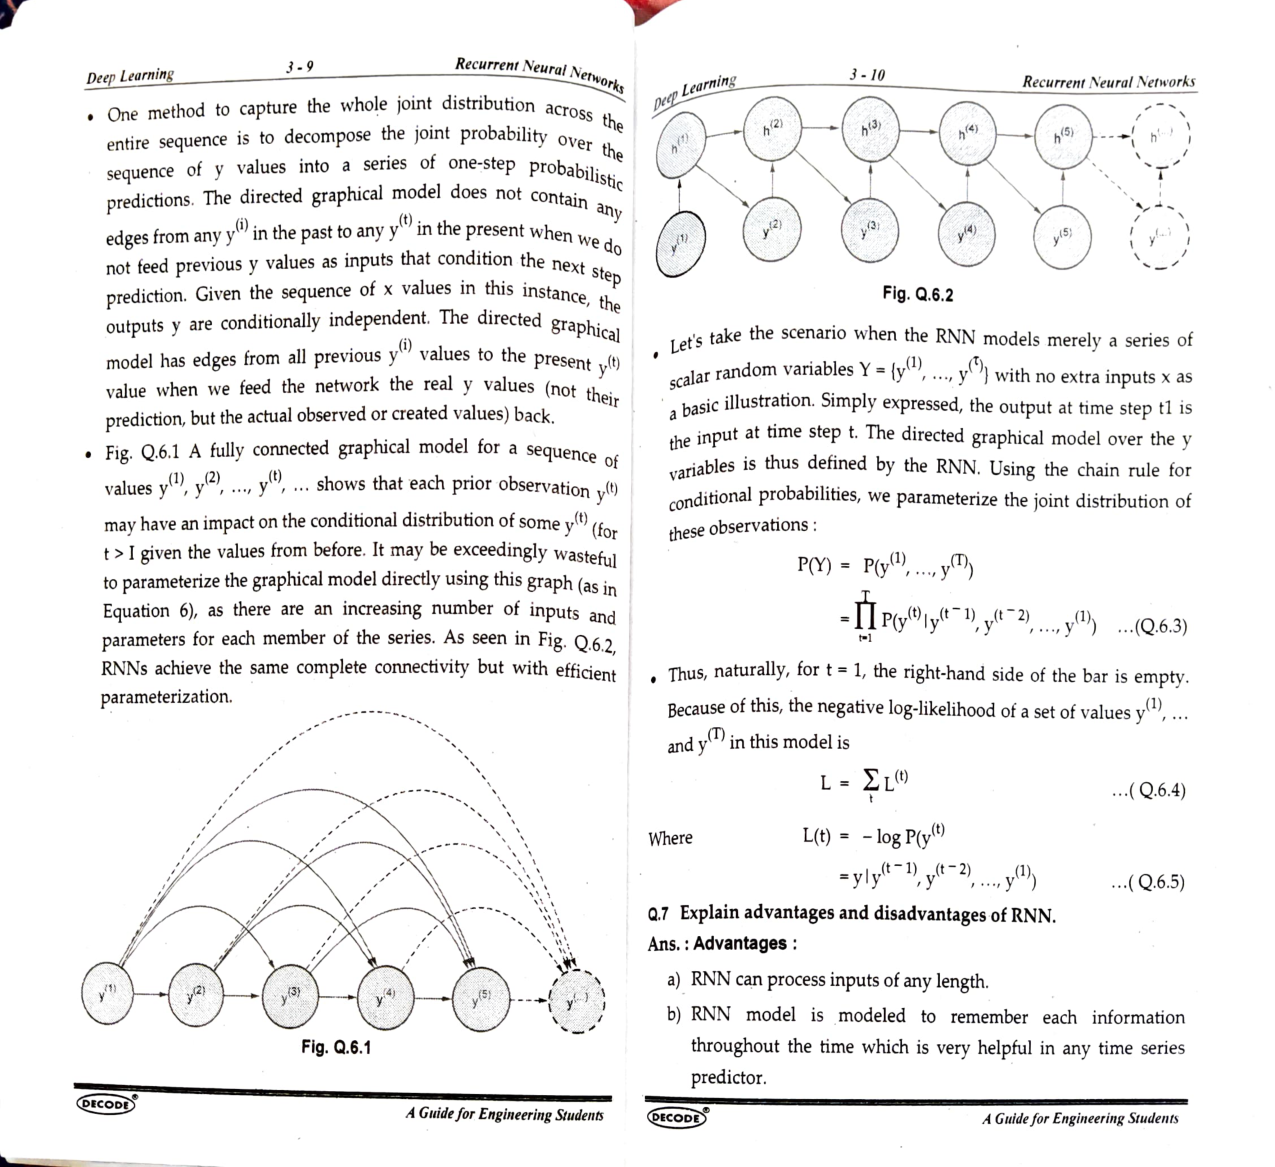 Deep Learning
3 - 9
Recurrent Neural Networks
• One method to capture the whole joint distribution across the
entire sequence is to decompose the joint probability over the
sequence of y values into a series of one-step probabilistic
predictions. The directed graphical model does not contain any
edges from any y^(i) in the past to any y^(t) in the present when we do
not feed previous y values as inputs that condition the next step
prediction. Given the sequence of x values in this instance, the
outputs y are conditionally independent. The directed graphical
model has edges from all previous y^(i) values to the present y^(t)
value when we feed the network the real y values (not their
prediction, but the actual observed or created values) back.
• Fig. Q.6.1 A fully connected graphical model for a sequence of
values y^(1), y^(2), ..., y^(t), ... shows that each prior observation y^(t)
may have an impact on the conditional distribution of some y^(t) (for
t > I given the values from before. It may be exceedingly wasteful
to parameterize the graphical model directly using this graph (as in
Equation 6), as there are an increasing number of inputs and
parameters for each member of the series. As seen in Fig. Q.6.2,
RNNs achieve the same complete connectivity but with efficient
parameterization.
y^(1) y^(2) y^(3) y^(4) y^(5) y^(...)
Fig. Q.6.1
DECODE®
A Guide for Engineering Students
Deep Learning
3 - 10
Recurrent Neural Networks
h^(1) h^(2) h^(3) h^(4) h^(5) h^(...)
y^(1) y^(2) y^(3) y^(4) y^(5) y^(...)
Fig. Q.6.2
• Let's take the scenario when the RNN models merely a series of
scalar random variables Y = {y^(1), ..., y^(τ)} with no extra inputs x as
a basic illustration. Simply expressed, the output at time step t1 is
the input at time step t. The directed graphical model over the y
variables is thus defined by the RNN. Using the chain rule for
conditional probabilities, we parameterize the joint distribution of
these observations :
P(Y) = P(y^(1), ..., y^(T))
= ∏_{t=1}^{T} P(y^(t) | y^(t − 1), y^(t − 2), ..., y^(1)) ...(Q.6.3)
• Thus, naturally, for t = 1, the right-hand side of the bar is empty.
Because of this, the negative log-likelihood of a set of values y^(1), ...
and y^(T) in this model is
L = ∑_t L^(t) ...( Q.6.4)
Where L(t) = − log P(y^(t)
= y | y^(t − 1), y^(t − 2), ..., y^(1)) ...( Q.6.5)
Q.7 Explain advantages and disadvantages of RNN.
Ans. : Advantages :
a) RNN can process inputs of any length.
b) RNN model is modeled to remember each information
throughout the time which is very helpful in any time series
predictor.
DECODE®
A Guide for Engineering Students